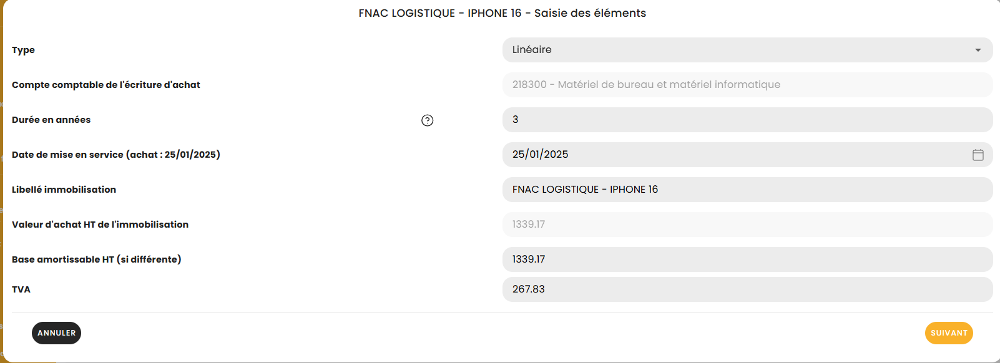 FNAC LOGISTIQUE - IPHONE 16 - Saisie des éléments
Type
Linéaire
Compte comptable de l'écriture d'achat
218300 - Matériel de bureau et matériel informatique
Durée en années
?
3
Date de mise en service (achat : 25/01/2025)
25/01/2025
Libellé immobilisation
FNAC LOGISTIQUE - IPHONE 16
Valeur d'achat HT de l'immobilisation
1339.17
Base amortissable HT (si différente)
1339.17
TVA
267.83
ANNULER
SUIVANT